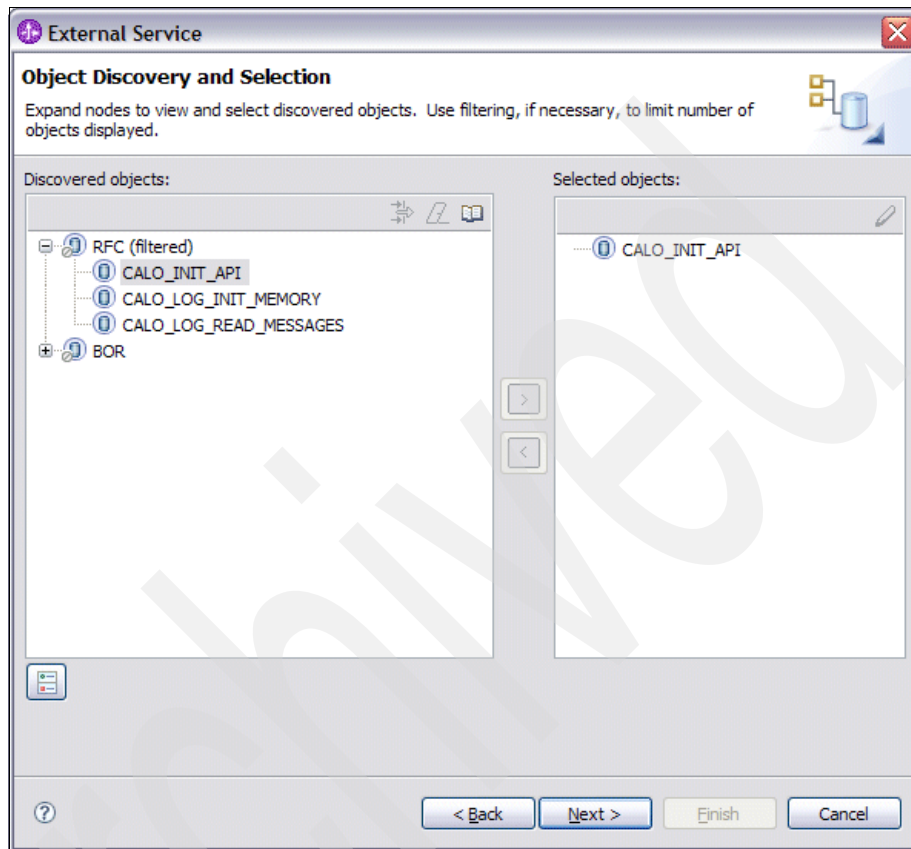 External Service
Object Discovery and Selection
Expand nodes to view and select discovered objects. Use filtering, if necessary, to limit number of
objects displayed.
Discovered objects:
Selected objects:
RFC (filtered)
CALO_INIT_API
CALO_LOG_INIT_MEMORY
CALO_LOG_READ_MESSAGES
BOR
CALO_INIT_API
>
<
< Back
Next >
Finish
Cancel
Archived